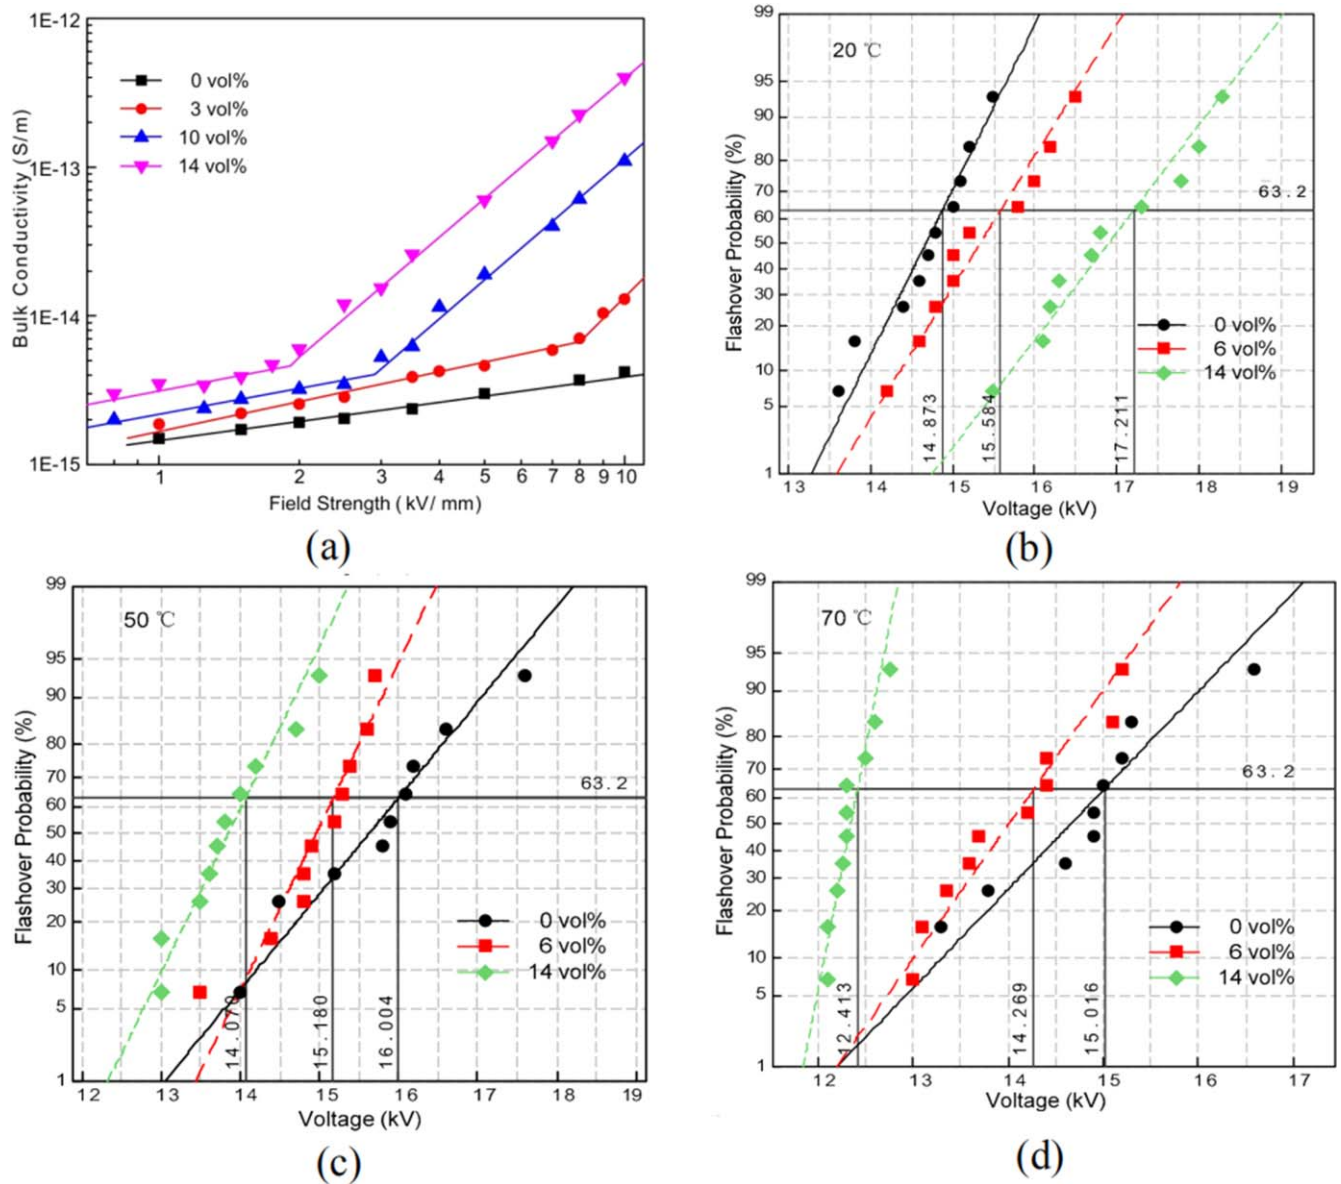 1E-12
1E-13
1E-14
1E-15
Bulk Conductivity (S/m)
0 vol%
3 vol%
10 vol%
14 vol%
1 2 3 4 5 6 7 8 9 10
Field Strength ( kV/ mm)
(a)
99
95
90
80
70
60
50
40
30
20
10
5
1
Flashover Probability (%)
20 ℃
63.2
0 vol%
6 vol%
14 vol%
14.873
15.584
17.211
13 14 15 16 17 18 19
Voltage (kV)
(b)
99
95
90
80
70
60
50
40
30
20
10
5
1
Flashover Probability (%)
50 ℃
63.2
0 vol%
6 vol%
14 vol%
14.070
15.180
16.004
12 13 14 15 16 17 18 19
Voltage (kV)
(c)
99
95
90
80
70
60
50
40
30
20
10
5
1
Flashover Probability (%)
70 ℃
63.2
0 vol%
6 vol%
14 vol%
12.413
14.269
15.016
12 13 14 15 16 17
Voltage (kV)
(d)